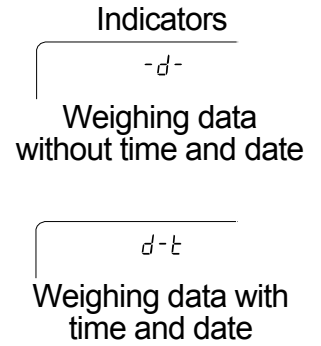 Indicators
-d-
Weighing data
without time and date
d-t
Weighing data with
time and date